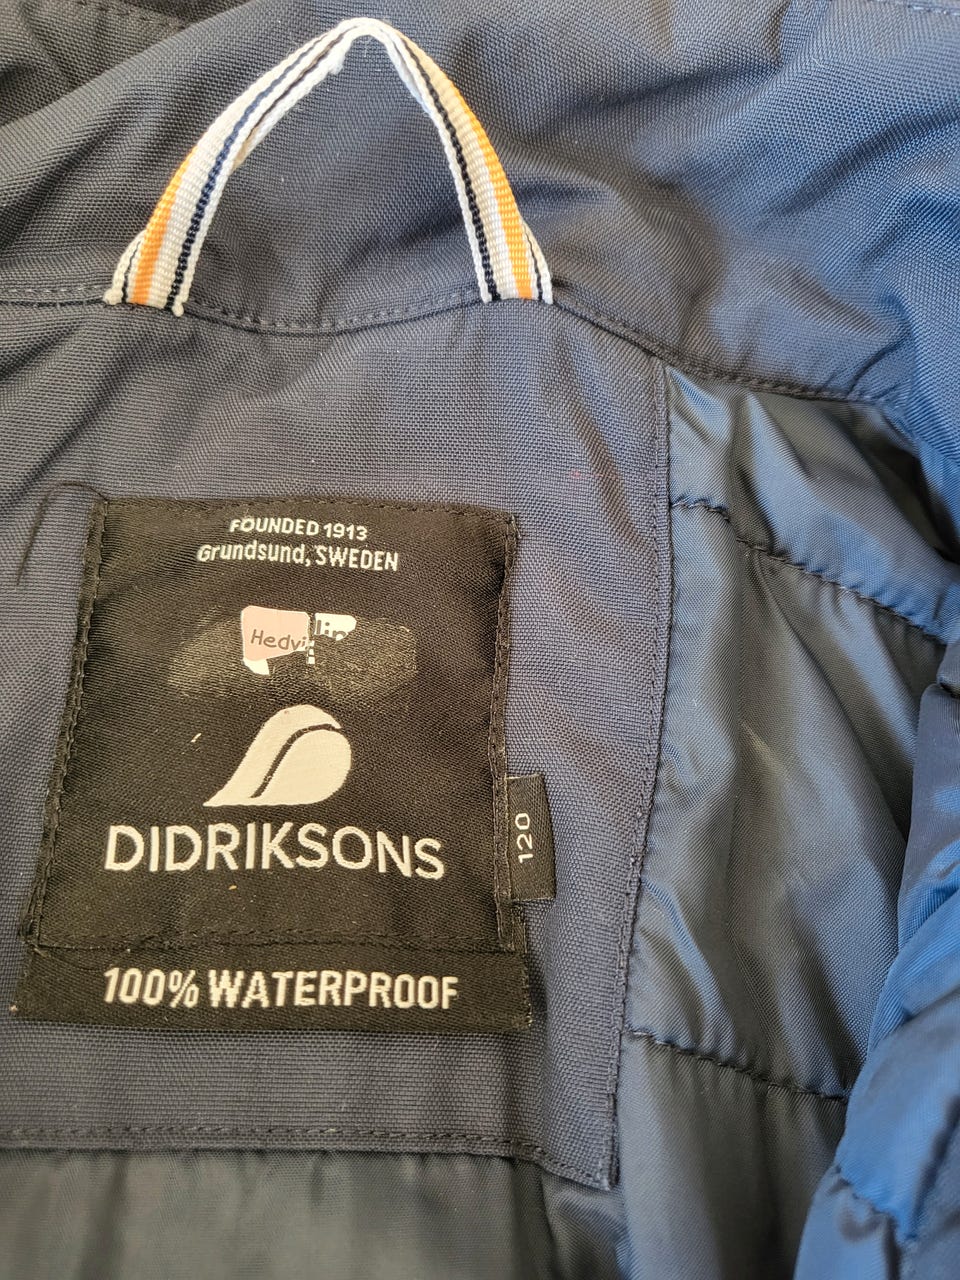 FOUNDED 1913
Grundsund, SWEDEN
DIDRIKSONS
120
100% WATERPROOF